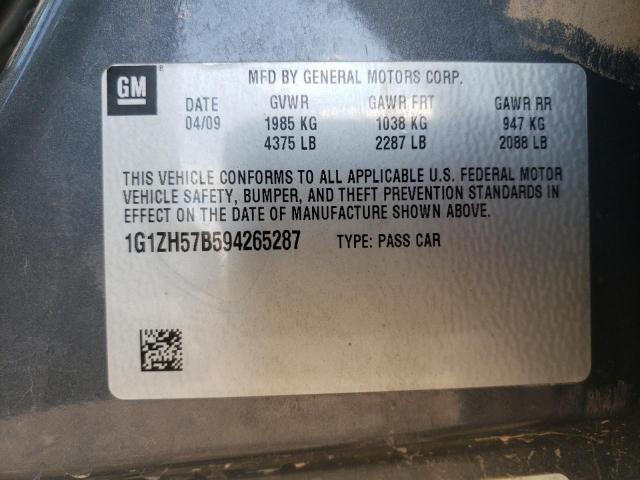 GM
MFD BY GENERAL MOTORS CORP.
DATE GVWR GAWR FRT GAWR RR
04/09 1985 KG 1038 KG 947 KG
4375 LB 2287 LB 2088 LB
THIS VEHICLE CONFORMS TO ALL APPLICABLE U.S. FEDERAL MOTOR
VEHICLE SAFETY, BUMPER, AND THEFT PREVENTION STANDARDS IN
EFFECT ON THE DATE OF MANUFACTURE SHOWN ABOVE.
1G1ZH57B594265287 TYPE: PASS CAR